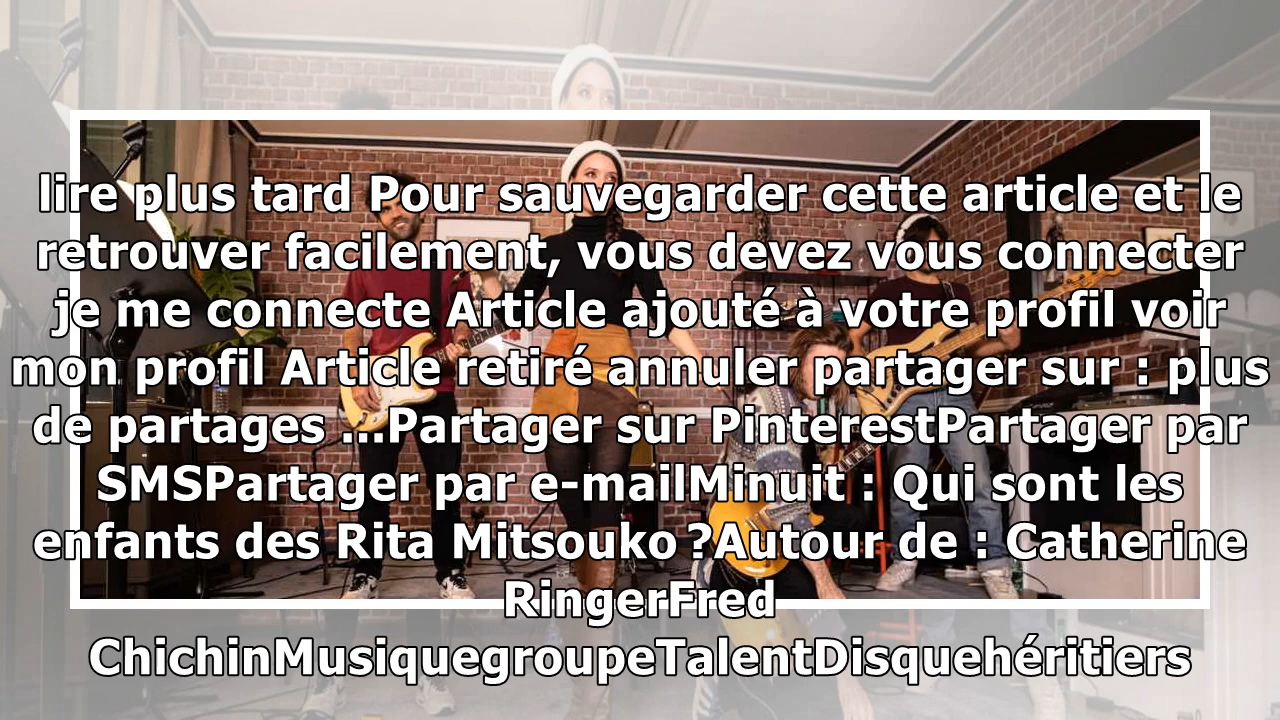 lire plus tard Pour sauvegarder cette article et le
retrouver facilement, vous devez vous connecter
je me connecte Article ajouté à votre profil voir
mon profil Article retiré annuler partager sur : plus
de partages ...Partager sur PinterestPartager par
SMSPartager par e-mailMinuit : Qui sont les
enfants des Rita Mitsouko ?Autour de : Catherine
RingerFred
ChichinMusiquegroupeTalentDisquehéritiers